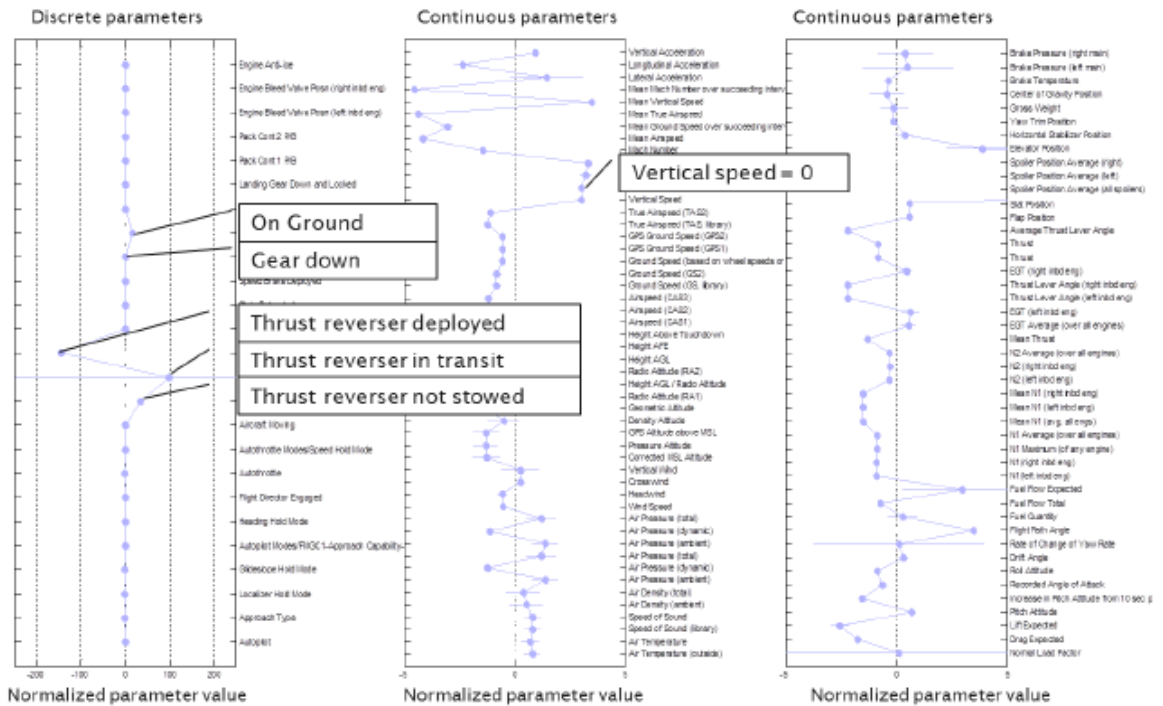 Discrete parameters
Continuous parameters
Continuous parameters
Engine Anti-Ice
Engine Bleed Valve Posn (right inbd eng)
Engine Bleed Valve Posn (left inbd eng)
Pack Cont 2 R/B
Pack Cont 1 R/B
Landing Gear Down and Locked
On Ground
Gear down
Speed Brake Deployed
Thrust reverser deployed
Thrust reverser in transit
Thrust reverser not stowed
Aircraft Moving
Autothrottle Modes/Speed Hold Mode
Autothrottle
Flight Director Engaged
Heading Hold Mode
Autopilot Modes/FMGC1-Approach Capability-
Glideslope Hold Mode
Localizer Hold Mode
Approach Type
Autopilot
-200
-100
0
100
200
Normalized parameter value
Vertical Acceleration
Longitudinal Acceleration
Lateral Acceleration
Mean Mach Number over succeeding interv
Mean Vertical Speed
Mean True Airspeed
Mean Ground Speed over succeeding inter
Mean Airspeed
Mach Number
Vertical speed = 0
Vertical Speed
True Airspeed (TAS2)
True Airspeed (TAS, library)
GPS Ground Speed (GPS2)
GPS Ground Speed (GPS1)
Ground Speed (based on wheel speeds or
Ground Speed (GS2)
Ground Speed (GS, library)
Airspeed (CAS3)
Airspeed (CAS2)
Airspeed (CAS1)
Height Above Touchdown
Height AFE
Height AGL
Radio Altitude (RA2)
Height AGL / Radio Altitude
Radio Altitude (RA1)
Geometric Altitude
Density Altitude
GPS Altitude above MSL
Pressure Altitude
Corrected MSL Altitude
Vertical Wind
Crosswind
Headwind
Wind Speed
Air Pressure (total)
Air Pressure (dynamic)
Air Pressure (ambient)
Air Pressure (total)
Air Pressure (dynamic)
Air Pressure (ambient)
Air Density (total)
Air Density (ambient)
Speed of Sound
Speed of Sound (library)
Air Temperature
Air Temperature (outside)
-5
0
5
Normalized parameter value
Brake Pressure (right main)
Brake Pressure (left main)
Brake Temperature
Center of Gravity Position
Gross Weight
Yaw Trim Position
Horizontal Stabilizer Position
Elevator Position
Spoiler Position Average (right)
Spoiler Position Average (left)
Spoiler Position Average (all spoilers)
Slat Position
Flap Position
Average Thrust Lever Angle
Thrust
Thrust
EGT (right inbd eng)
Thrust Lever Angle (right inbd eng)
Thrust Lever Angle (left inbd eng)
EGT (left inbd eng)
EGT Average (over all engines)
Mean Thrust
N2 Average (over all engines)
N2 (right inbd eng)
N2 (left inbd eng)
Mean N1 (right inbd eng)
Mean N1 (left inbd eng)
Mean N1 (avg. all engs)
N1 Average (over all engines)
N1 Maximum (of any engine)
N1 (right inbd eng)
N1 (left inbd eng)
Fuel Flow Expected
Fuel Flow Total
Fuel Quantity
Flight Path Angle
Rate of Change of Yaw Rate
Drift Angle
Roll Attitude
Recorded Angle of Attack
Increase in Pitch Attitude from 10 sec p
Pitch Attitude
Lift Expected
Drag Expected
Normal Load Factor
-5
0
5
Normalized parameter value